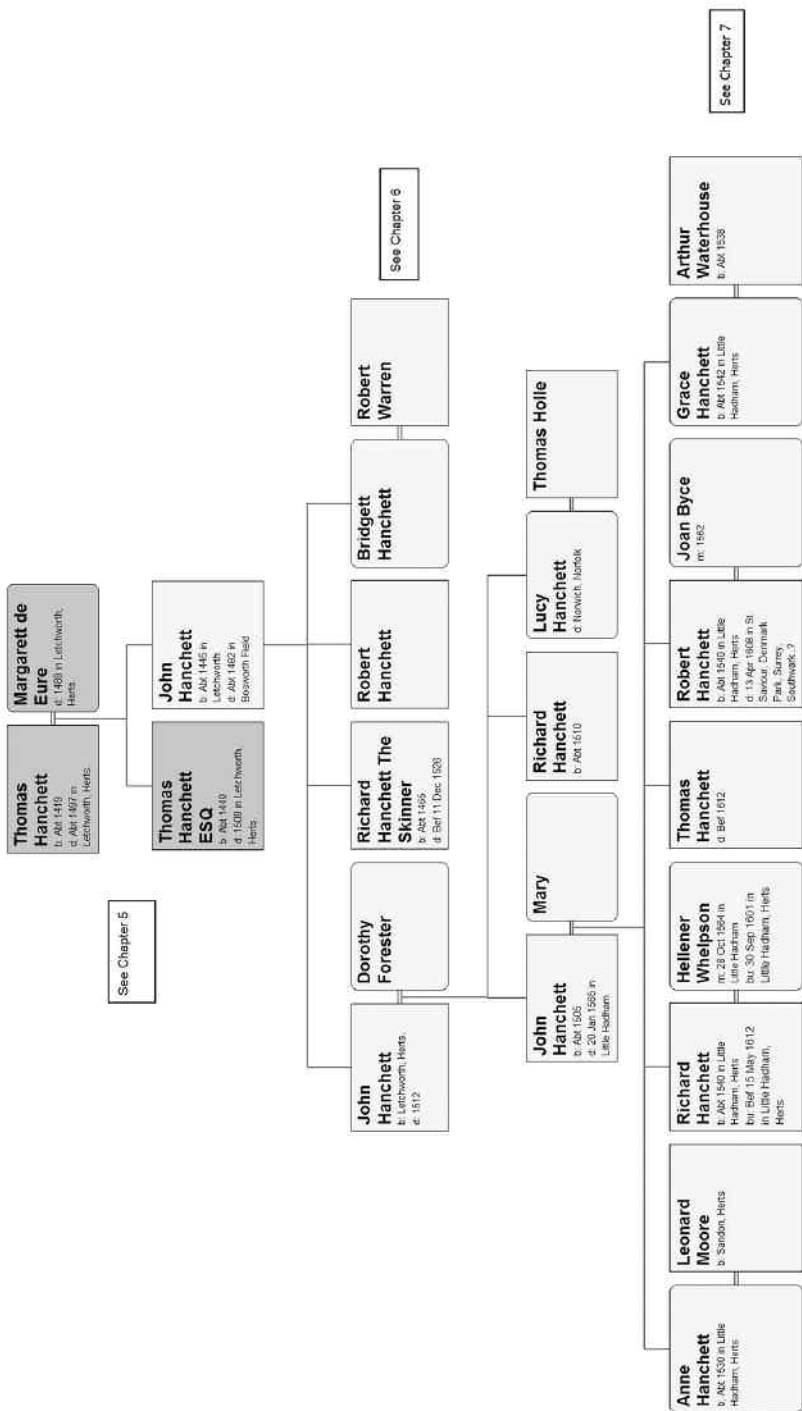 See Chapter 5
Thomas
Hanchett
b: Abt 1419
d: Abt 1497 in
Letchworth, Herts.
Margarett de
Eure
d: 1489 in Letchworth,
Herts.
Thomas
Hanchett
ESQ
b: Abt 1440
d: 1509 in Letchworth,
Herts
John
Hanchett
b: Abt 1445 in
Letchworth
d: Abt 1482 in
Bosworth Field
See Chapter 6
John
Hanchett
b: Letchworth, Herts.
d: 1512
Dorothy
Forester
Richard
Hanchett The
Skinner
b: Abt 1465
d: Bef 11 Dec 1526
Robert
Hanchett
Bridgett
Hanchett
Robert
Warren
John
Hanchett
b: Abt 1505
d: 20 Jan 1566 in
Little Hadham
Mary
Richard
Hanchett
b: Abt 1510
Lucy
Hanchett
d: Norwich, Norfolk
Thomas Holle
See Chapter 7
Anne
Hanchett
b: Abt 1530 in Little
Hadham, Herts
Leonard
Moore
b: Sandon, Herts
Richard
Hanchett
b: Abt 1540 in Little
Hadham, Herts
bu: Bef 15 May 1612
in Little Hadham,
Herts
Hellener
Whelpson
m: 28 Oct 1564 in
Little Hadham
bu: 30 Sep 1601 in
Little Hadham, Herts
Thomas
Hanchett
d: Bef 1612
Robert
Hanchett
b: Abt 1540 in Little
Hadham, Herts
d: 13 Apr 1608 in St
Saviour, Denmark
Park, Surrey,
Southwark..?
Joan Byce
m: 1562
Grace
Hanchett
b: Abt 1542 in Little
Hadham, Herts
Arthur
Waterhouse
b: Abt 1538